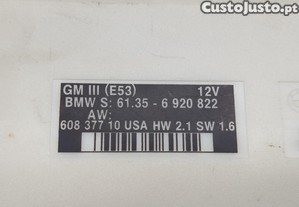 CustoJusto.pt
GM III (E53) 12V
BMW S: 61.35 - 6 920 822
AW:
608 377 10 USA HW 2.1 SW 1.6